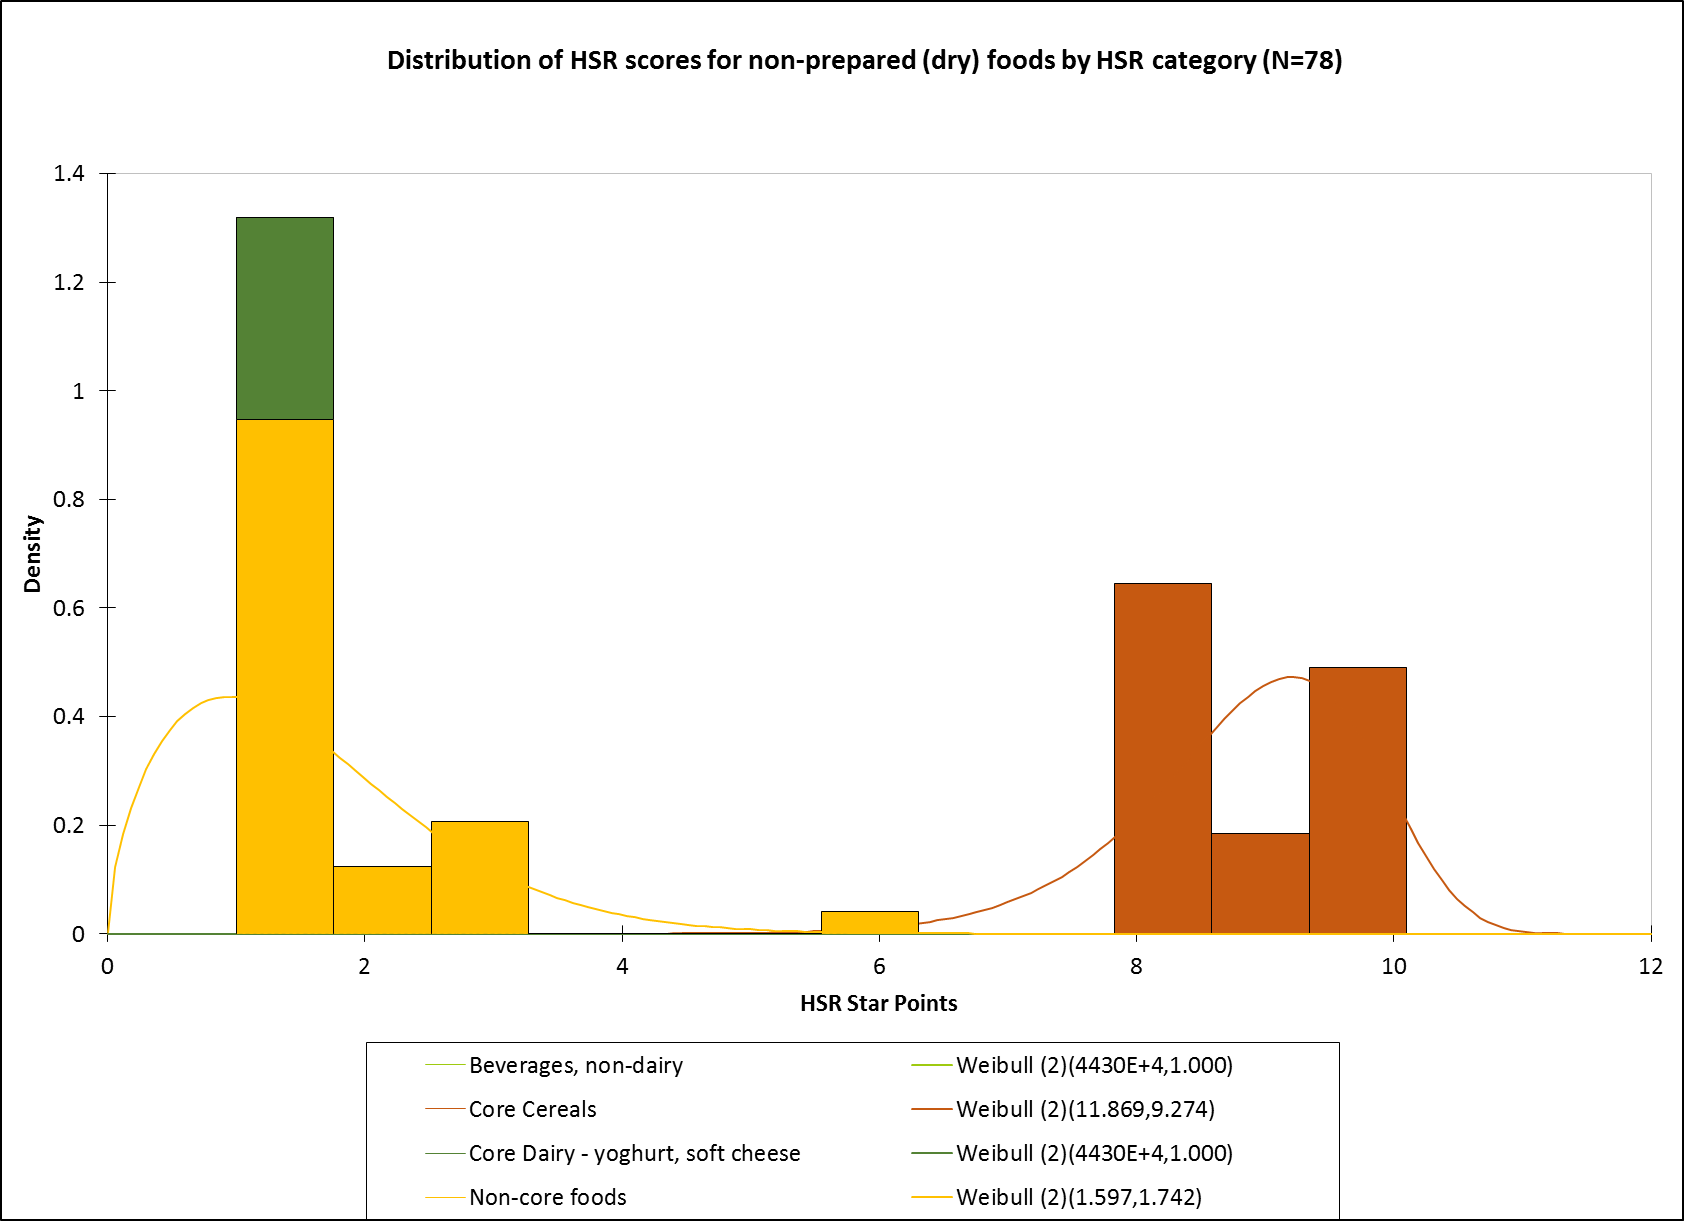 Distribution of HSR scores for non-prepared (dry) foods by HSR category (N=78)
1.4
1.2
1
0.8
0.6
0.4
0.2
0
Density
0 2 4 6 8 10 12
HSR Star Points
Beverages, non-dairy Weibull (2)(4430E+4,1.000)
Core Cereals Weibull (2)(11.869,9.274)
Core Dairy - yoghurt, soft cheese Weibull (2)(4430E+4,1.000)
Non-core foods Weibull (2)(1.597,1.742)